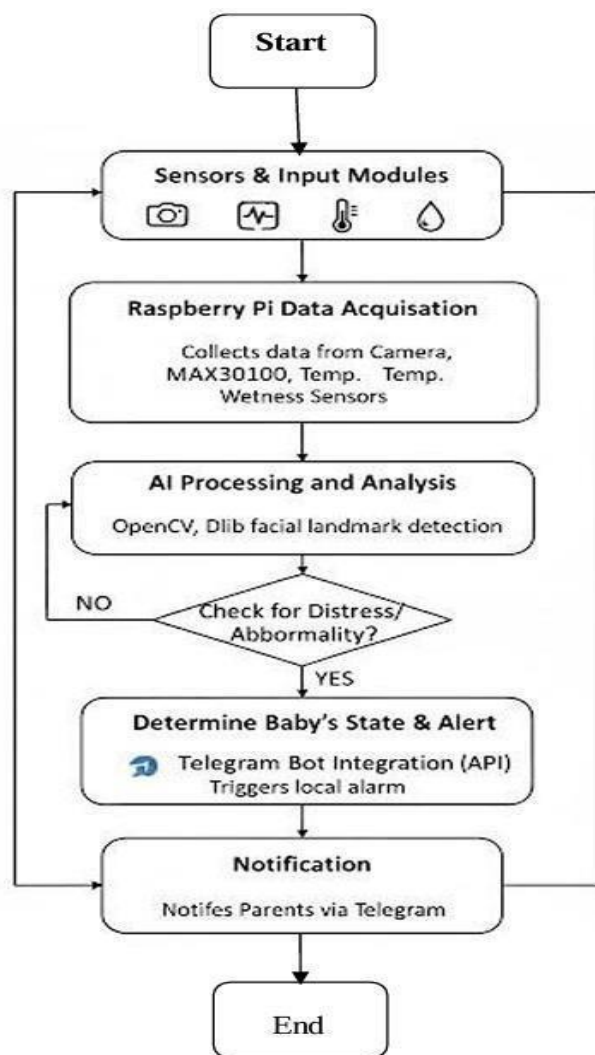 Start
Sensors & Input Modules
Raspberry Pi Data Acquisation
Collects data from Camera,
MAX30100, Temp. Temp.
Wetness Sensors
AI Processing and Analysis
OpenCV, Dlib facial landmark detection
NO
Check for Distress/
Abbormality?
YES
Determine Baby's State & Alert
Telegram Bot Integration (API)
Triggers local alarm
Notification
Notifes Parents via Telegram
End